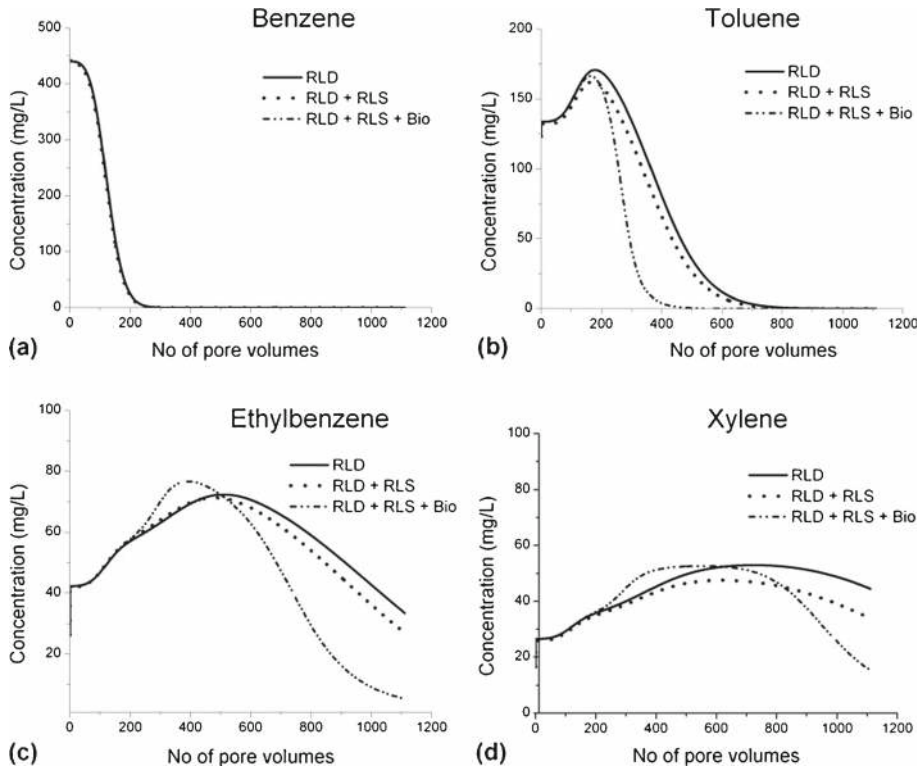 Benzene
RLD
RLD + RLS
RLD + RLS + Bio
Concentration (mg/L)
500
400
300
200
100
0
0 200 400 600 800 1000 1200
No of pore volumes
(a)
Toluene
RLD
RLD + RLS
RLD + RLS + Bio
Concentration (mg/L)
200
150
100
50
0
0 200 400 600 800 1000 1200
No of pore volumes
(b)
Ethylbenzene
RLD
RLD + RLS
RLD + RLS + Bio
Concentration (mg/L)
100
80
60
40
20
0 200 400 600 800 1000 1200
No of pore volumes
(c)
Xylene
RLD
RLD + RLS
RLD + RLS + Bio
Concentration (mg/L)
100
80
60
40
20
0
0 200 400 600 800 1000 1200
No of pore volumes
(d)